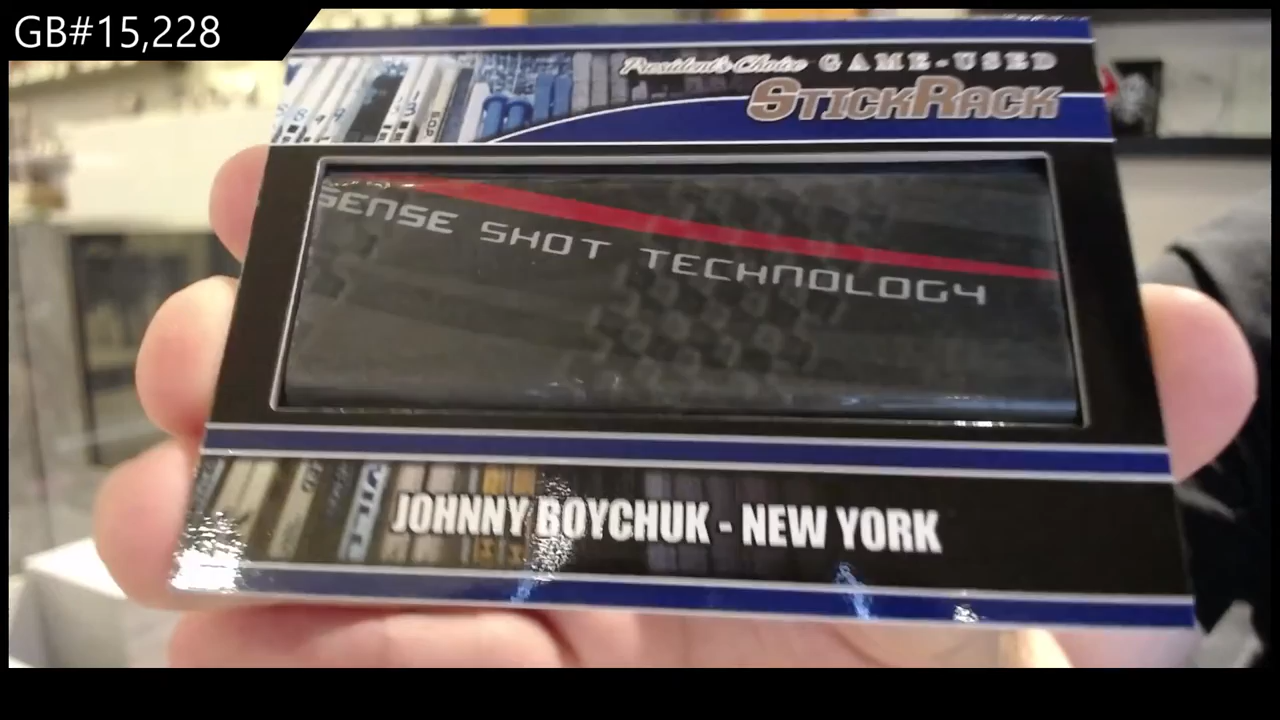 GB#15,228
President's Choice GAME-USED
STICKRACK
SENSE SHOT TECHNOLOGY
JOHNNY BOYCHUK - NEW YORK